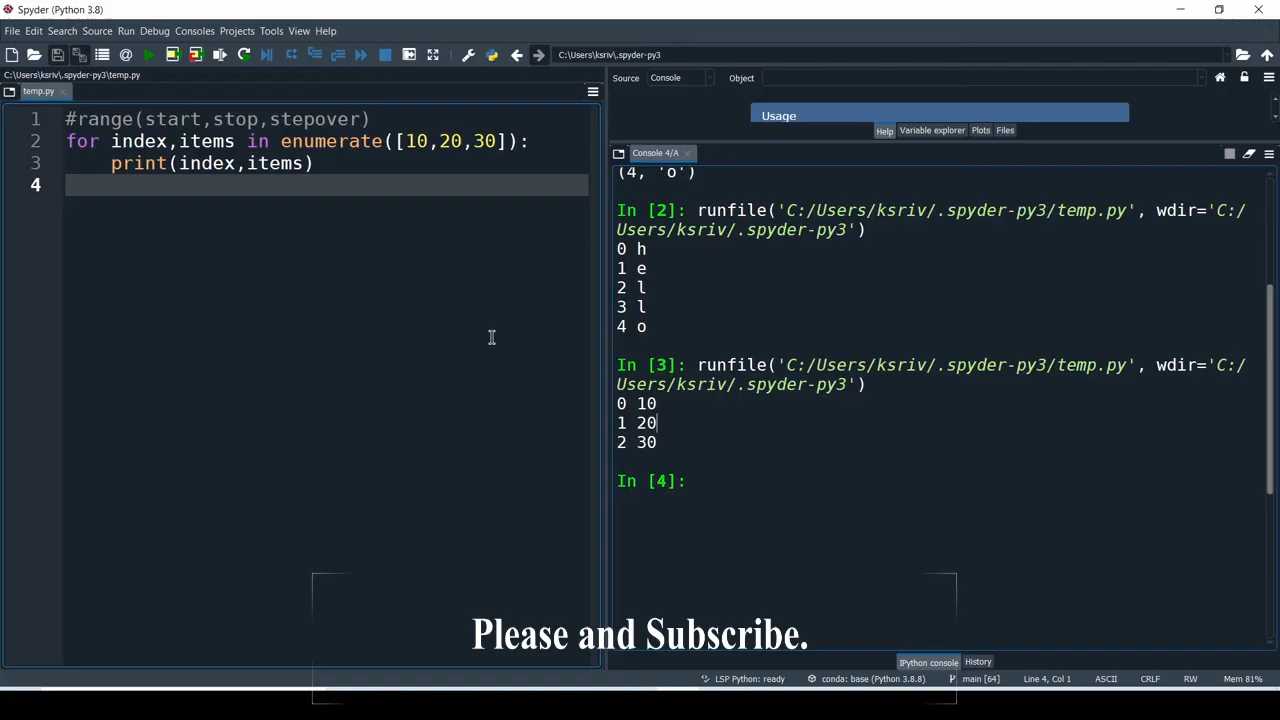 Spyder (Python 3.8)
File Edit Search Source Run Debug Consoles Projects Tools View Help
C:\Users\ksriv\.spyder-py3
C:\Users\ksriv\.spyder-py3\temp.py
Source Console Object
temp.py
1 #range(start,stop,stepover)
2 for index,items in enumerate([10,20,30]):
3 print(index,items)
4
Usage
Help Variable explorer Plots Files
Console 4/A
(4, 'o')
In [2]: runfile('C:/Users/ksriv/.spyder-py3/temp.py', wdir='C:/
Users/ksriv/.spyder-py3')
0 h
1 e
2 l
3 l
4 o
In [3]: runfile('C:/Users/ksriv/.spyder-py3/temp.py', wdir='C:/
Users/ksriv/.spyder-py3')
0 10
1 20
2 30
In [4]:
Please and Subscribe.
IPython console History
LSP Python: ready conda: base (Python 3.8.8) main [64] Line 4, Col 1 ASCII CRLF RW Mem 81%